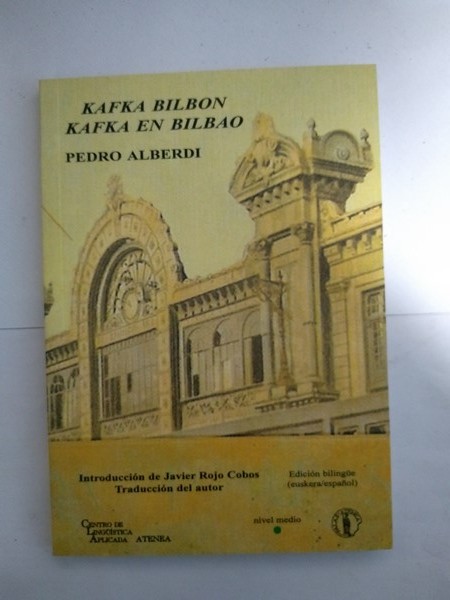 KAFKA BILBON
KAFKA EN BILBAO
PEDRO ALBERDI
Introducción de Javier Rojo Cobos
Traducción del autor
Edición bilingüe
(euskara/español)
CENTRO DE
LINGÜÍSTICA
APLICADA ATENEA
nivel medio